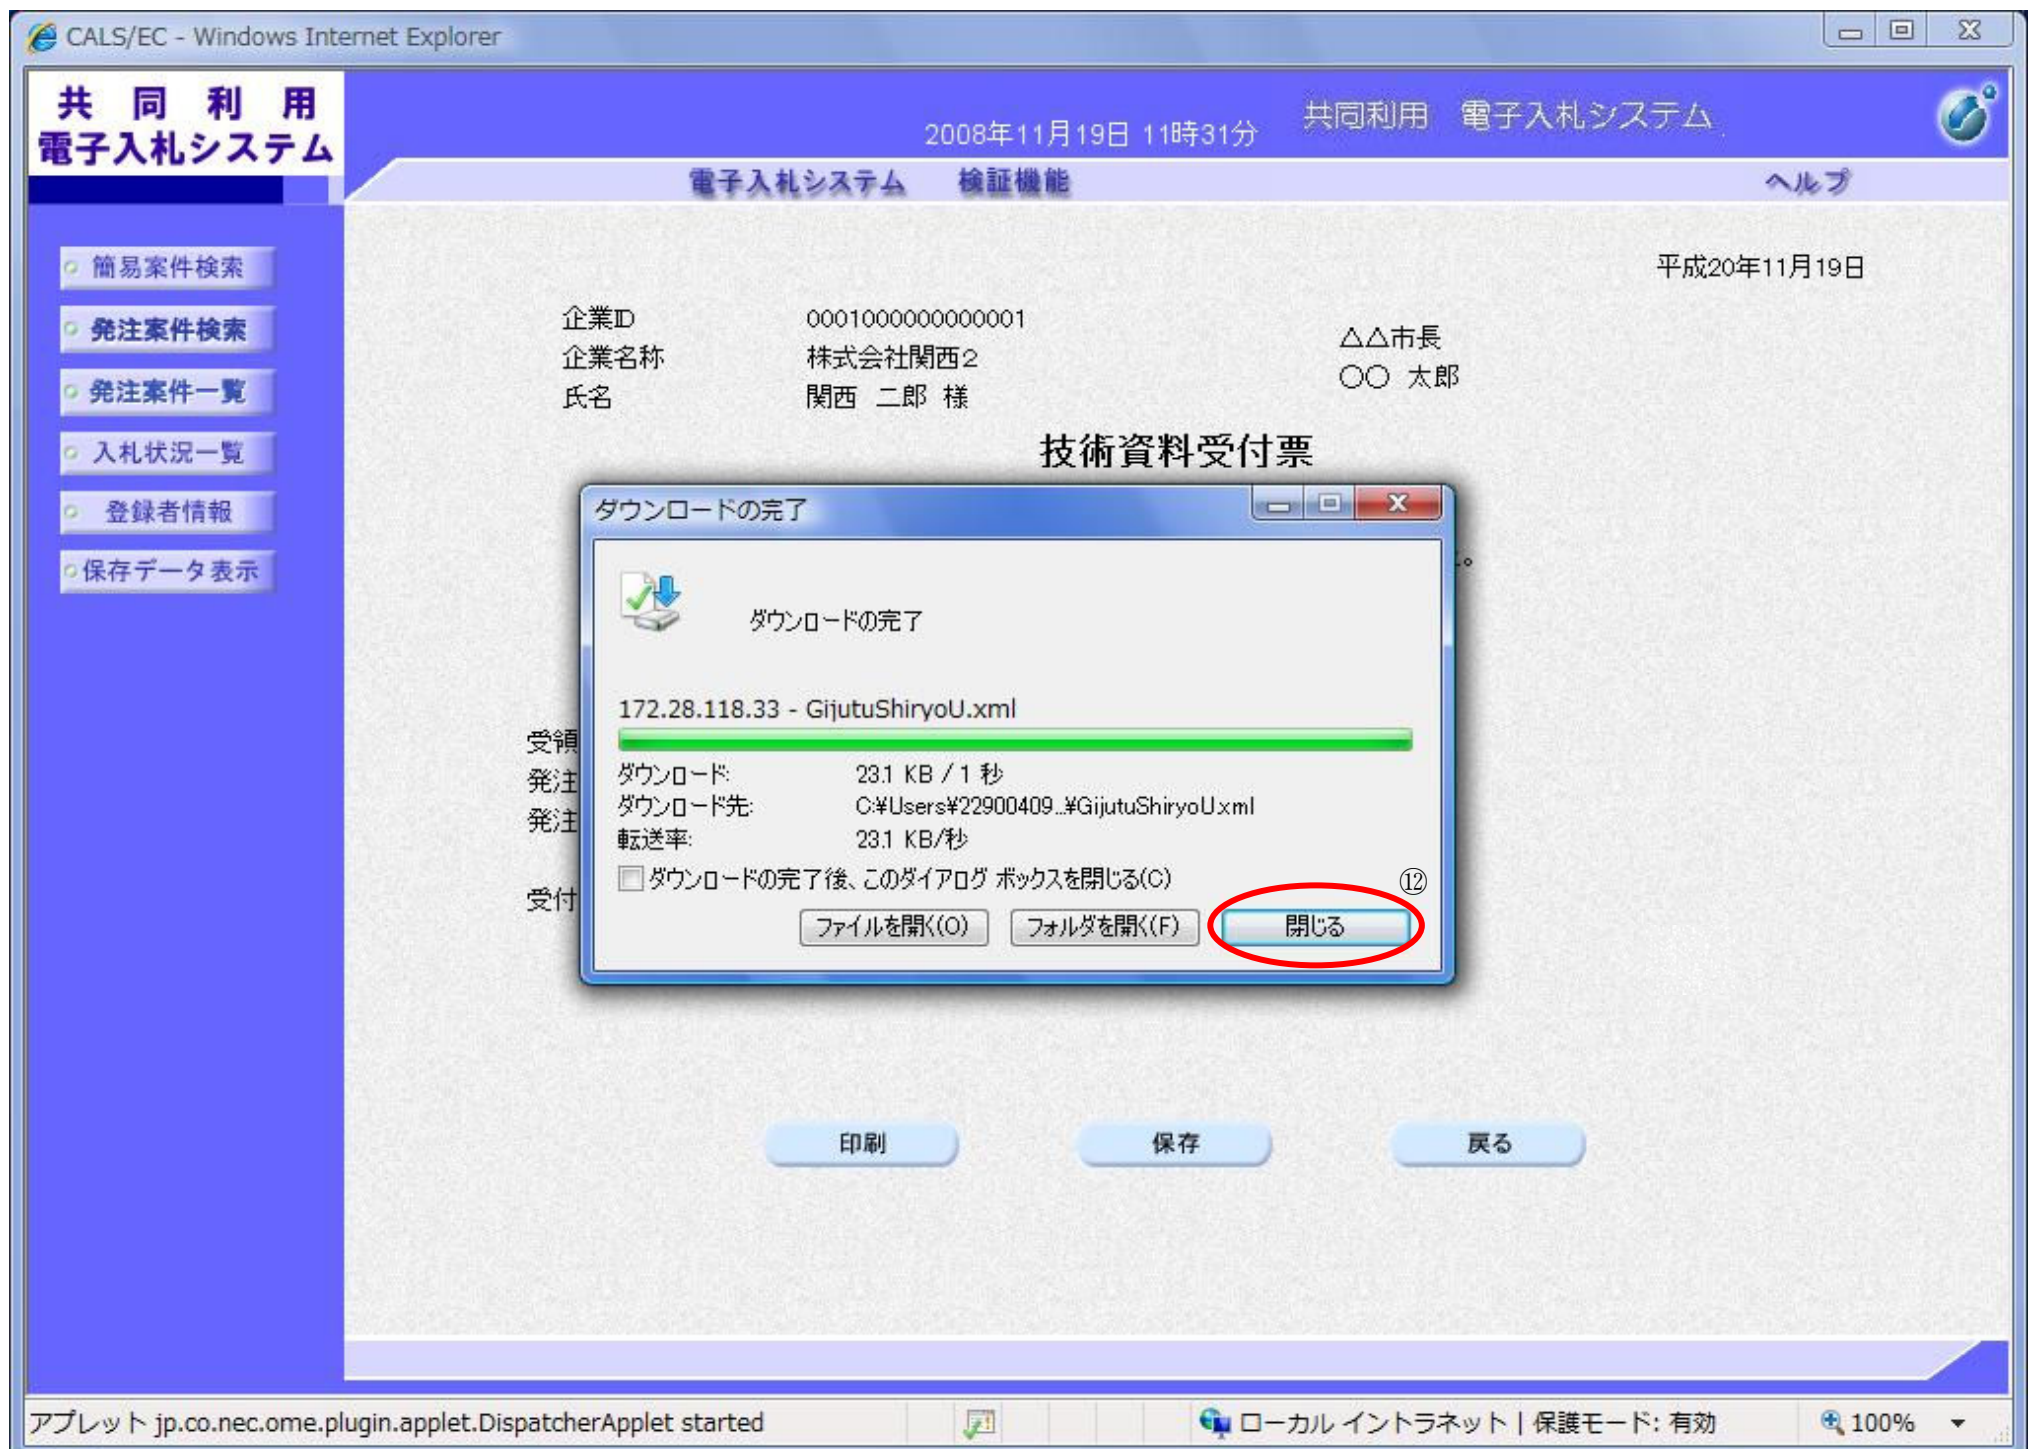 CALS/EC - Windows Internet Explorer
共 同 利 用
電子入札システム
2008年11月19日 11時31分
共同利用 電子入札システム
電子入札システム 検証機能 ヘルプ
簡易案件検索
発注案件検索
発注案件一覧
入札状況一覧
登録者情報
保存データ表示
平成20年11月19日
企業ID 0001000000000001
企業名称 株式会社関西2
氏名 関西 二郎 様
△△市長
〇〇 太郎
技術資料受付票
ダウンロードの完了
。
ダウンロードの完了
172.28.118.33 - GijutuShiryoU.xml
受領
発注
発注
受付
ダウンロード: 23.1 KB / 1 秒
ダウンロード先: C:¥Users¥22900409...¥GijutuShiryoU.xml
転送率: 23.1 KB/秒
ダウンロードの完了後、このダイアログ ボックスを閉じる(C)
⑫
ファイルを開く(O) フォルダを開く(F) 閉じる
印刷 保存 戻る
アプレット jp.co.nec.ome.plugin.applet.DispatcherApplet started
ローカル イントラネット | 保護モード: 有効
100%